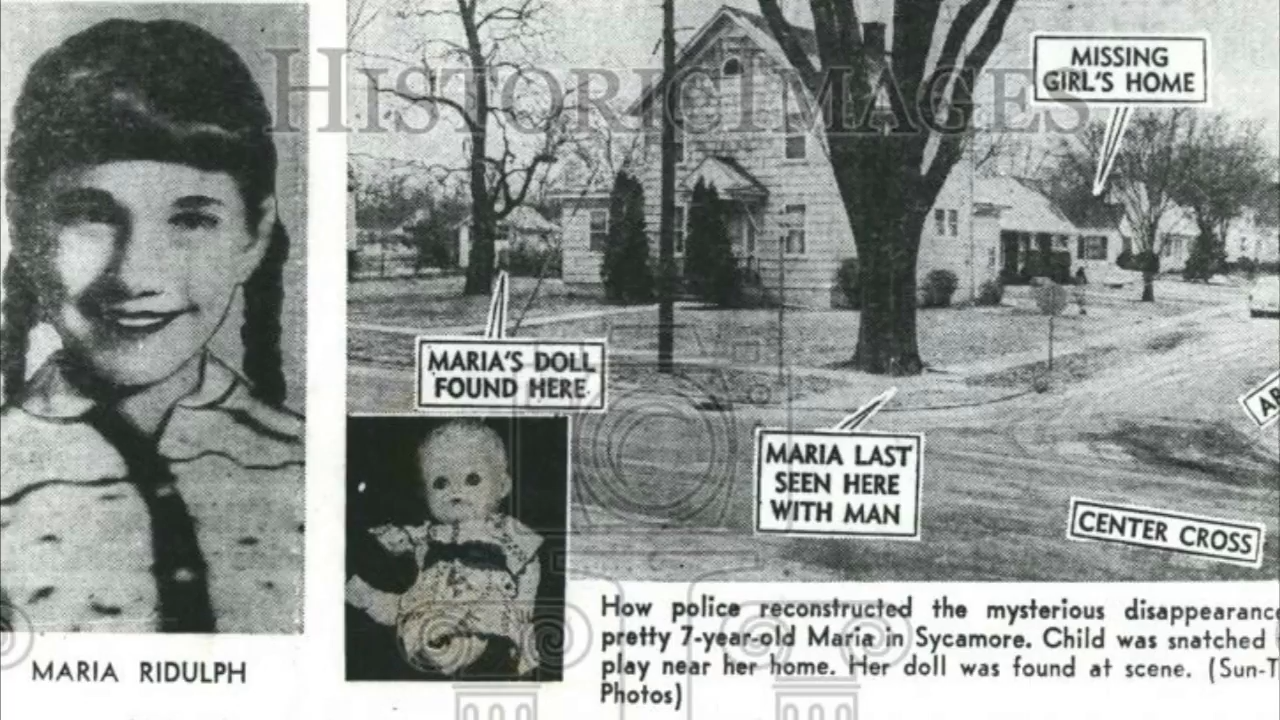 HISTORIC IMAGES
MISSING
GIRL'S HOME
MARIA'S DOLL
FOUND HERE
MARIA LAST
SEEN HERE
WITH MAN
CENTER CROSS
MARIA RIDULPH
How police reconstructed the mysterious
pretty 7-year-old Maria in Sycamore. Child was snatched
play near her home. Her doll was found at scene.
Photos)